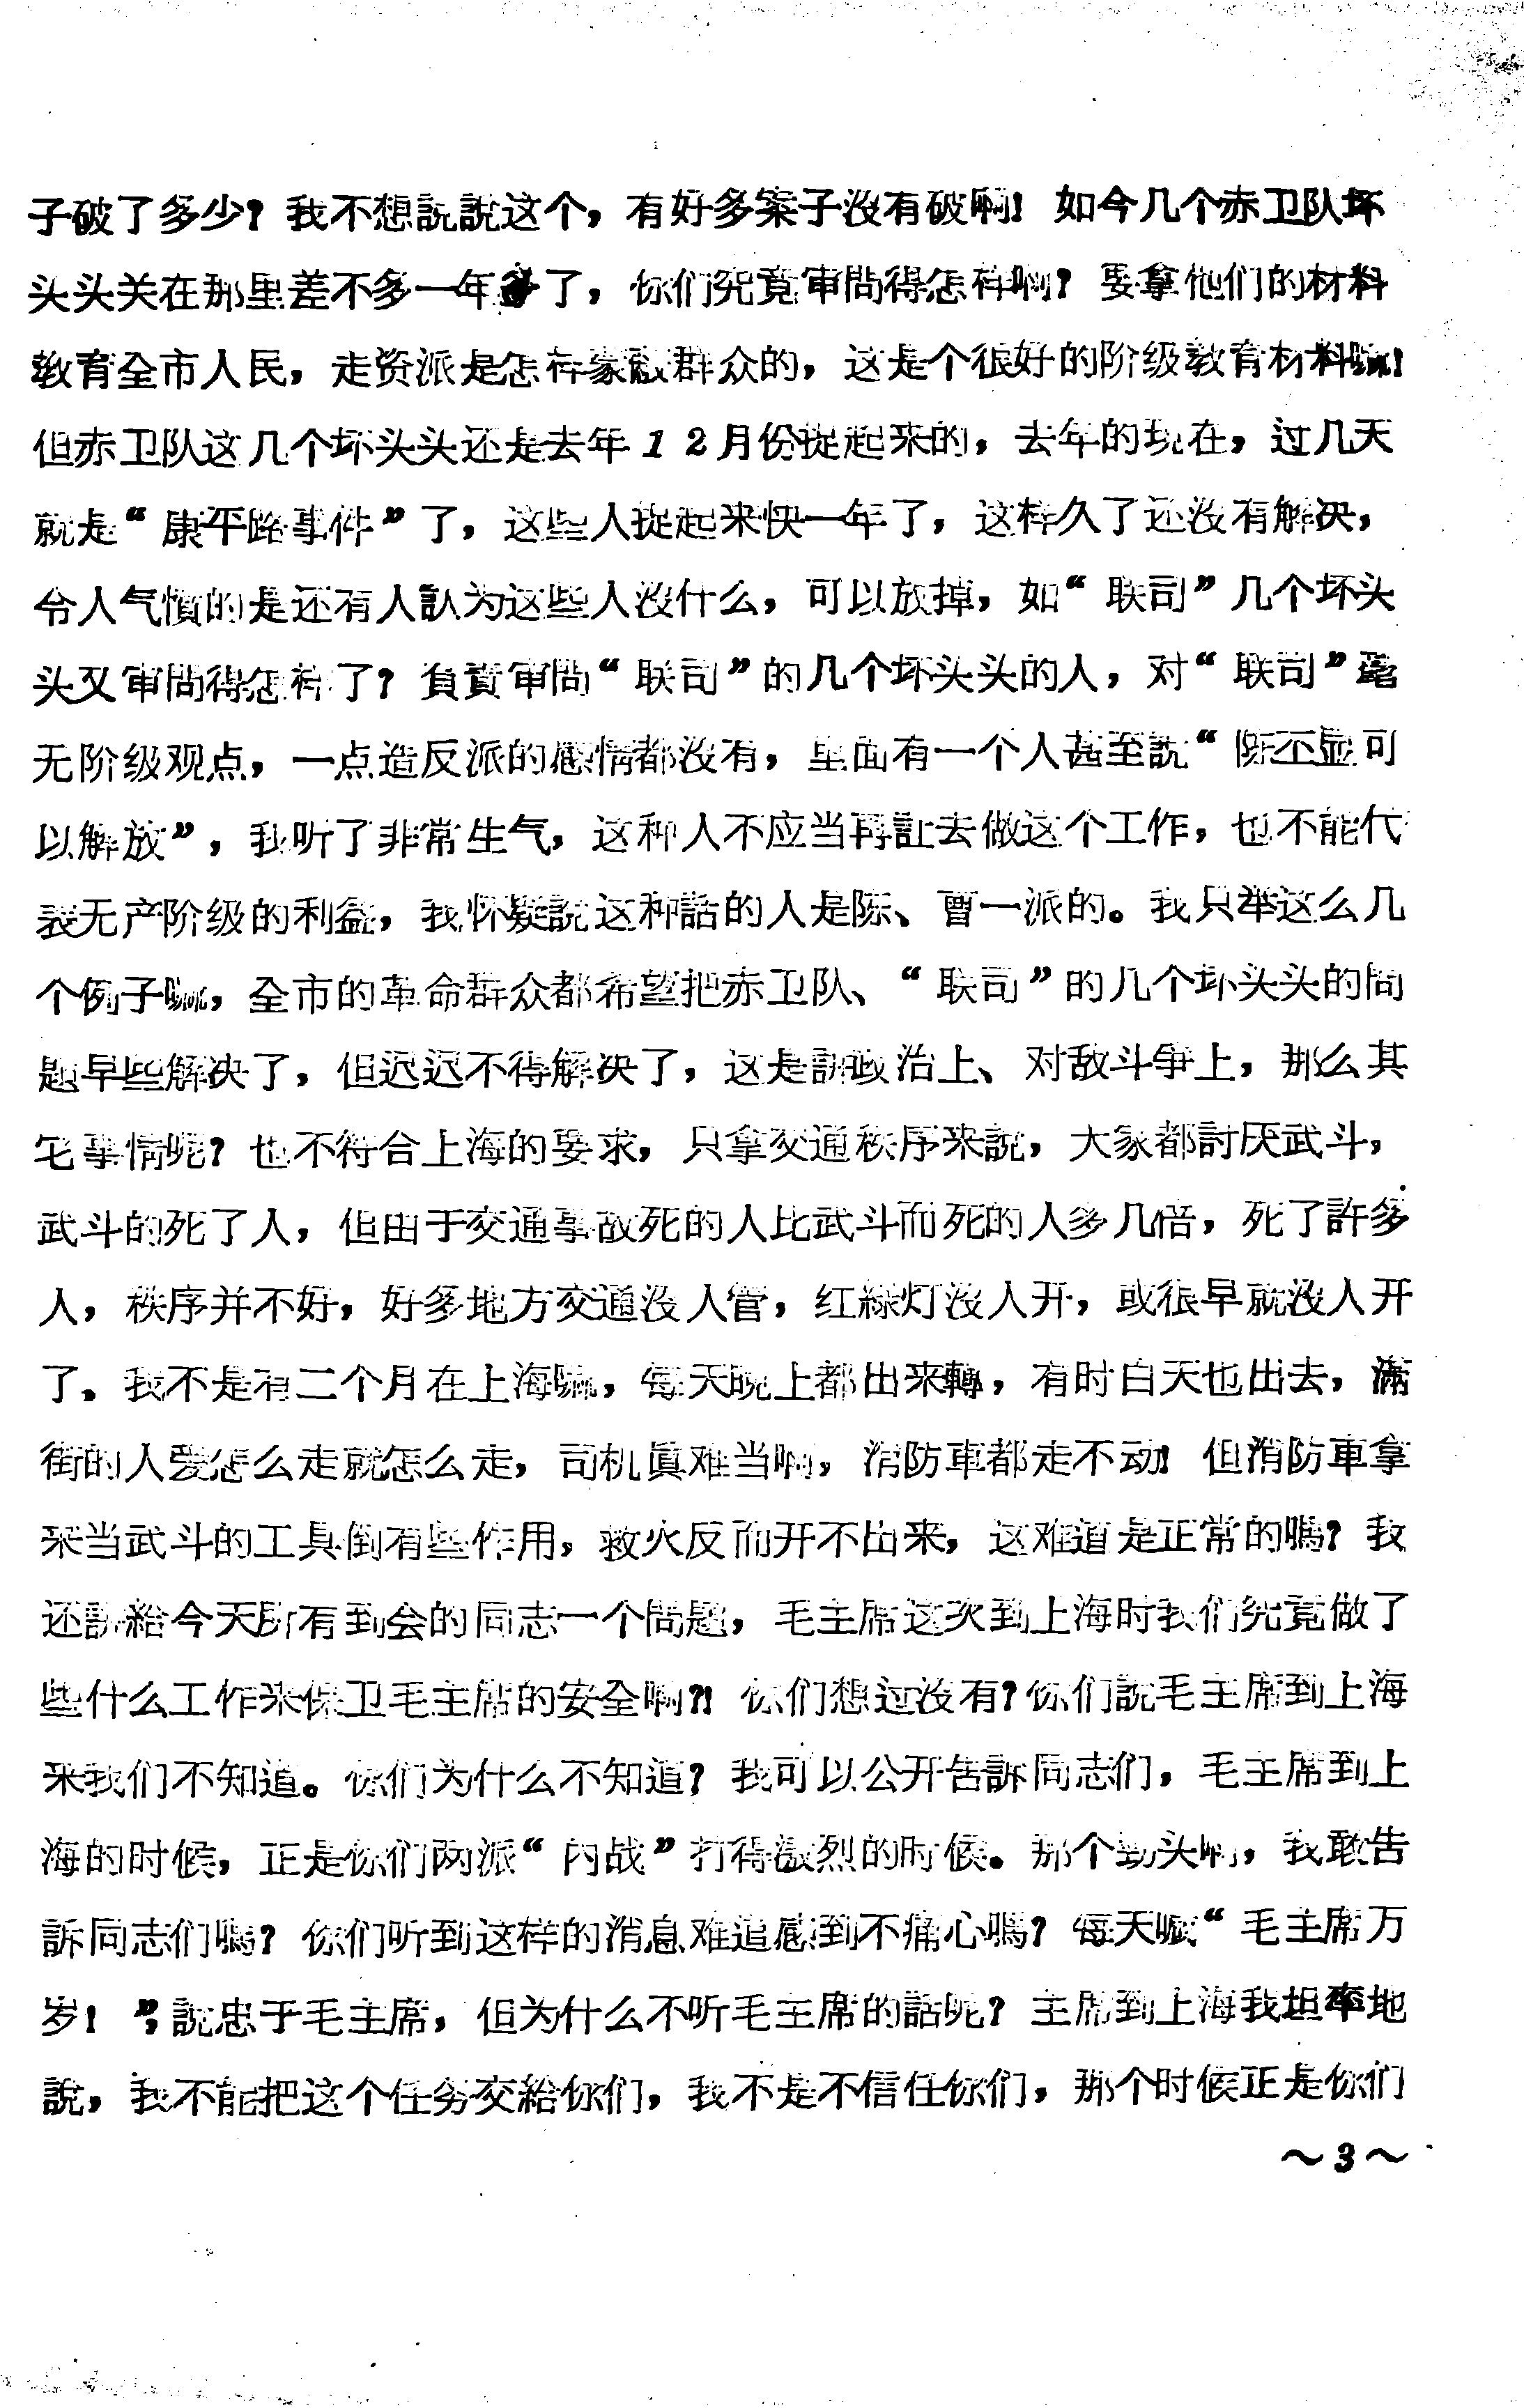 子破了多少？我不想説說这个，有好多案子沒有破啊！如今几个赤卫队坏
头头关在那里差不多一年多了，你们究竟审問得怎样啊？要拿他们的材料
教育全市人民，走资派是怎样蒙蔽群众的，这是个很好的阶级教育材料嘛！
但赤卫队这几个坏头头还是去年12月份捉起来的，去年的现在，过几天
就是“康平路事件”了，这些人捉起来快一年了，这样久了还沒有解决，
令人气憤的是还有人認为这些人沒什么，可以放掉，如“联司”几个坏头
头又审問得怎样了？負責审問“联司”的几个坏头头的人，对“联司”毫
无阶级观点，一点造反派的感情都沒有，里面有一个人甚至説“陈丕显可
以解放”，我听了非常生气，这种人不应当再讓去做这个工作，也不能代
表无产阶级的利益，我怀疑説这种話的人是陈、曹一派的。我只举这么几
个例子嘛，全市的革命群众都希望把赤卫队、“联司”的几个坏头头的問
題早些解决了，但迟迟不得解决了，这是講政治上、对敌斗爭上，那么其
它事情呢？也不符合上海的要求，只拿交通秩序来説，大家都討厌武斗，
武斗的死了人，但由于交通事故死的人比武斗而死的人多几倍，死了許多
人，秩序并不好，好多地方交通沒人管，红綠灯沒人开，或很早就沒人开
了。我不是有二个月在上海嘛，每天晚上都出来轉，有时白天也出去，滿
街的人爱怎么走就怎么走，司机眞难当啊，消防車都走不动！但消防車拿
来当武斗的工具倒有些作用，救火反而开不出来，这难道是正常的嗎？我
还講給今天所有到会的同志一个問題，毛主席这次到上海时我们究竟做了
些什么工作来保卫毛主席的安全啊？！你们想过沒有？你们説毛主席到上海
来我们不知道。你们为什么不知道？我可以公开告訴同志们，毛主席到上
海的时候，正是你们两派“内战”打得激烈的时候。那个勁头啊，我敢告
訴同志们嗎？你们听到这样的消息难道感到不痛心嗎？每天喊“毛主席万
岁！”，説忠于毛主席，但为什么不听毛主席的話呢？主席到上海我坦率地
説，我不能把这个任务交給你们，我不是不信任你们，那个时候正是你们
～3～